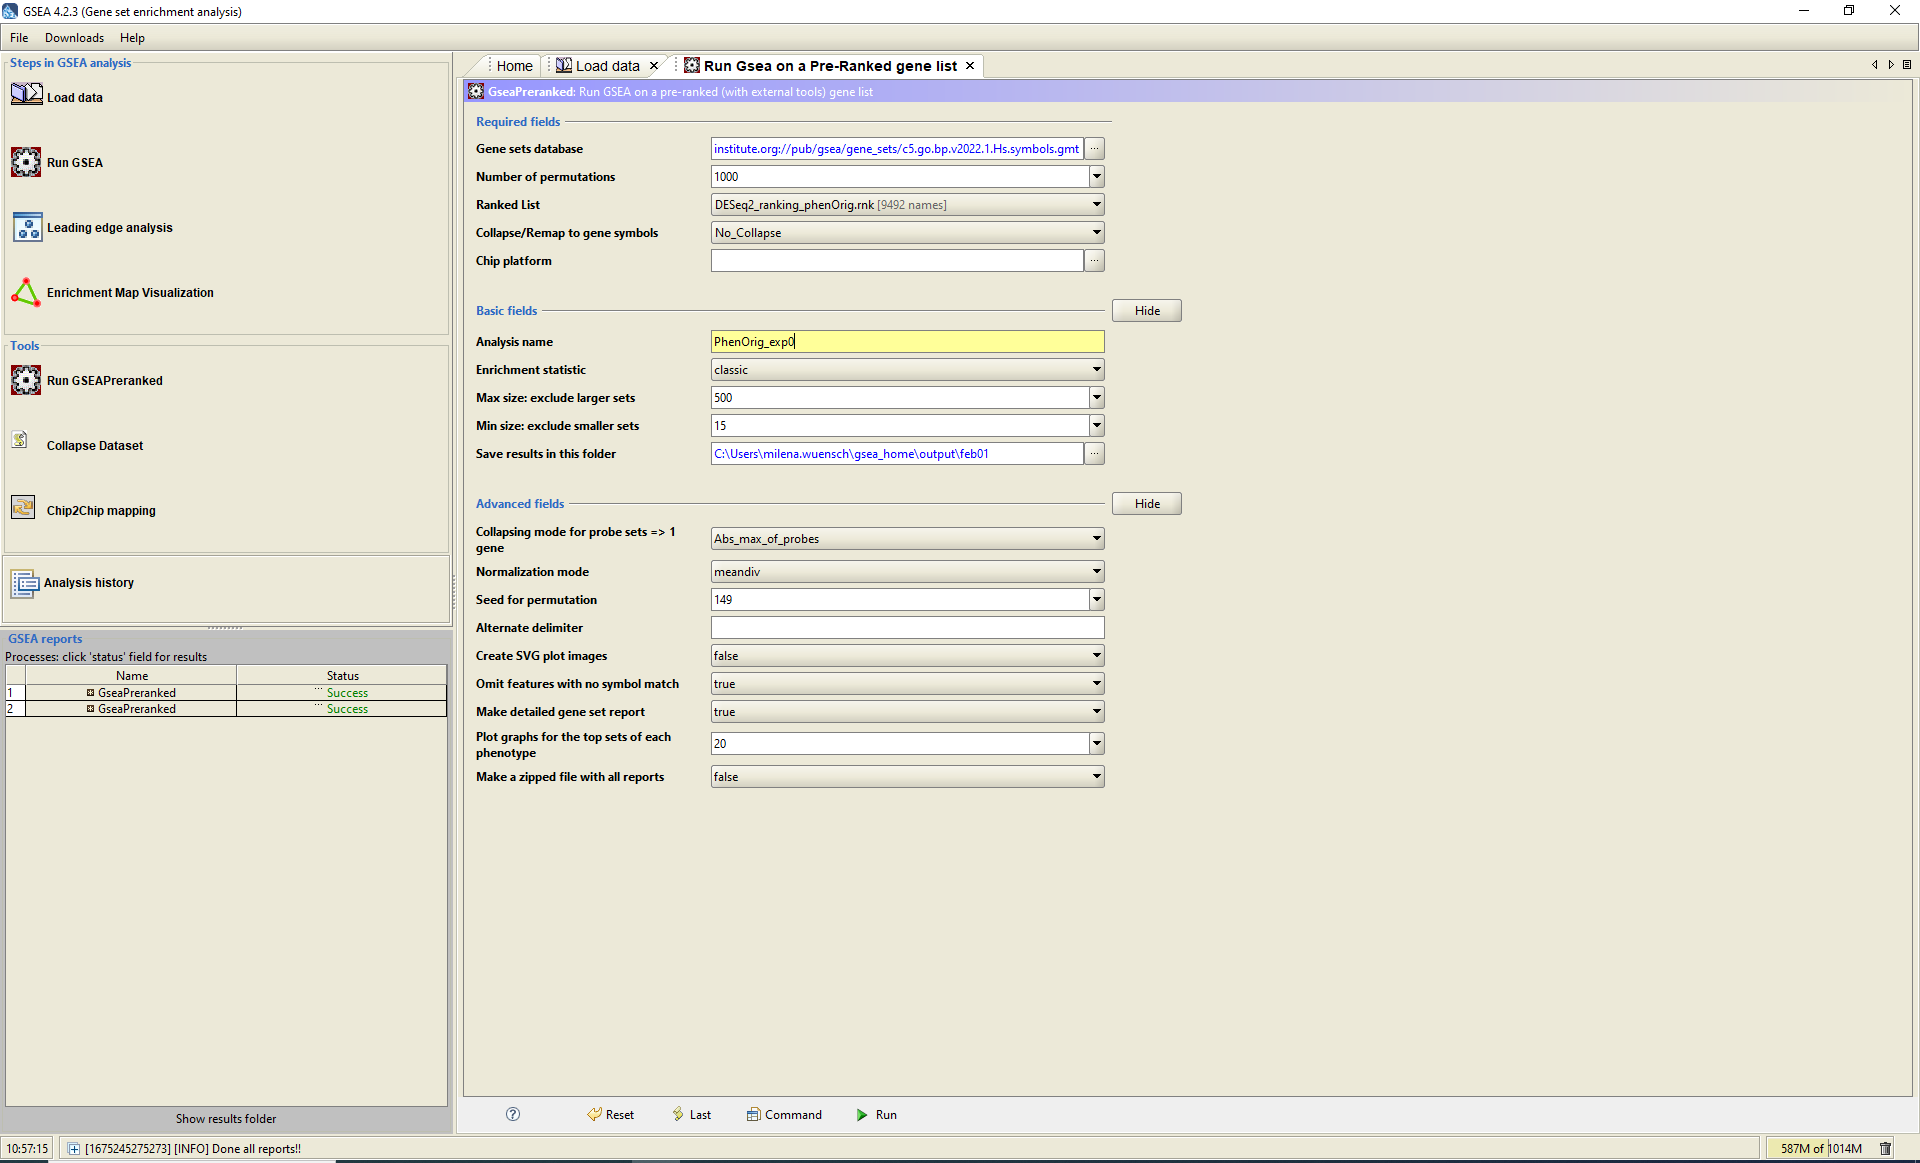 GSEA 4.2.3 (Gene set enrichment analysis)
File Downloads Help
Steps in GSEA analysis
Load data
Run GSEA
Leading edge analysis
Enrichment Map Visualization
Tools
Run GSEAPreranked
Collapse Dataset
Chip2Chip mapping
Analysis history
GSEA reports
Processes: click 'status' field for results
Name Status
1 GseaPreranked ... Success
2 GseaPreranked ... Success
Show results folder
Home Load data Run Gsea on a Pre-Ranked gene list
GseaPreranked: Run GSEA on a pre-ranked (with external tools) gene list
Required fields
Gene sets database institute.org://pub/gsea/gene_sets/c5.go.bp.v2022.1.Hs.symbols.gmt ...
Number of permutations 1000
Ranked List DESeq2_ranking_phenOrig.rnk [9492 names]
Collapse/Remap to gene symbols No_Collapse
Chip platform ...
Basic fields Hide
Analysis name PhenOrig_exp0
Enrichment statistic classic
Max size: exclude larger sets 500
Min size: exclude smaller sets 15
Save results in this folder C:\Users\milena.wuensch\gsea_home\output\feb01 ...
Advanced fields Hide
Collapsing mode for probe sets => 1
gene Abs_max_of_probes
Normalization mode meandiv
Seed for permutation 149
Alternate delimiter
Create SVG plot images false
Omit features with no symbol match true
Make detailed gene set report true
Plot graphs for the top sets of each
phenotype 20
Make a zipped file with all reports false
? Reset Last Command Run
10:57:15 [1675245275273] [INFO] Done all reports!! 587M of 1014M